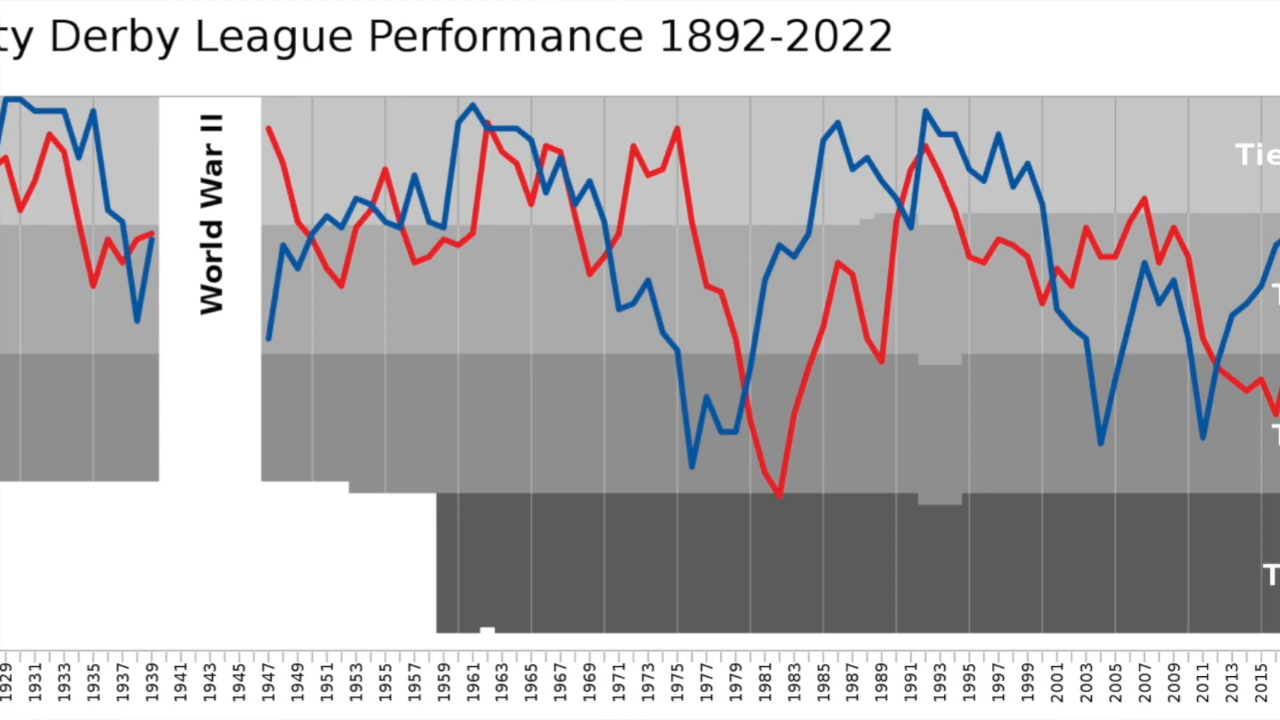 ty Derby League Performance 1892-2022
World War II
Tie
T
T
T
1929 1931 1933 1935 1937 1939 1941 1943 1945 1947 1949 1951 1953 1955 1957 1959 1961 1963 1965 1967 1969 1971 1973 1975 1977 1979 1981 1983 1985 1987 1989 1991 1993 1995 1997 1999 2001 2003 2005 2007 2009 2011 2013 2015